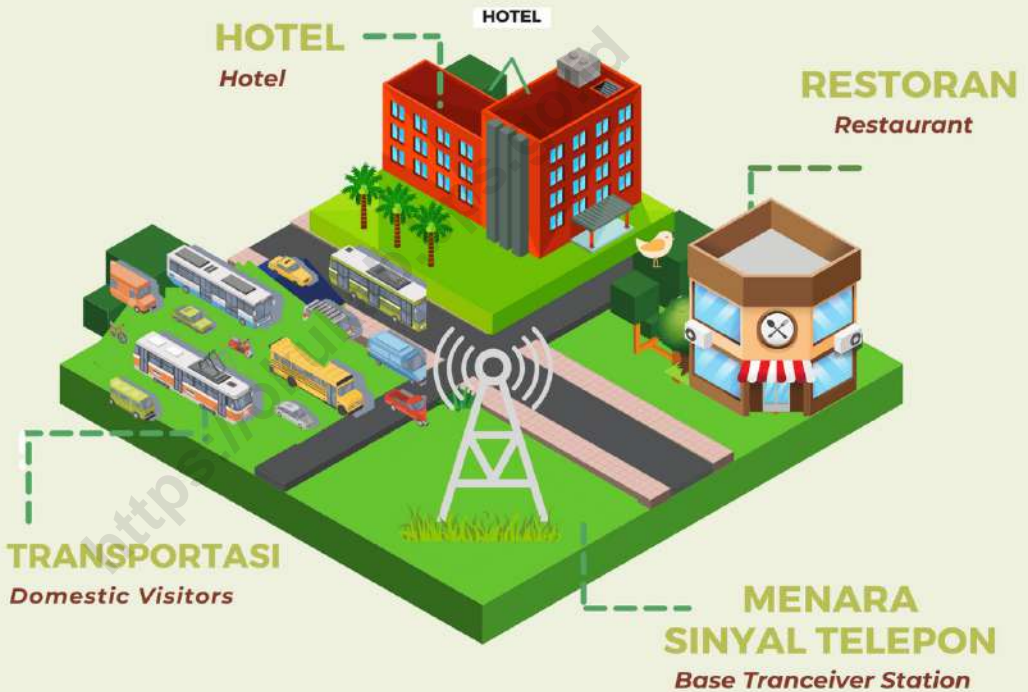 HOTEL
HOTEL
Hotel
RESTORAN
Restaurant
TRANSPORTASI
Domestic Visitors
MENARA
SINYAL TELEPON
Base Tranceiver Station